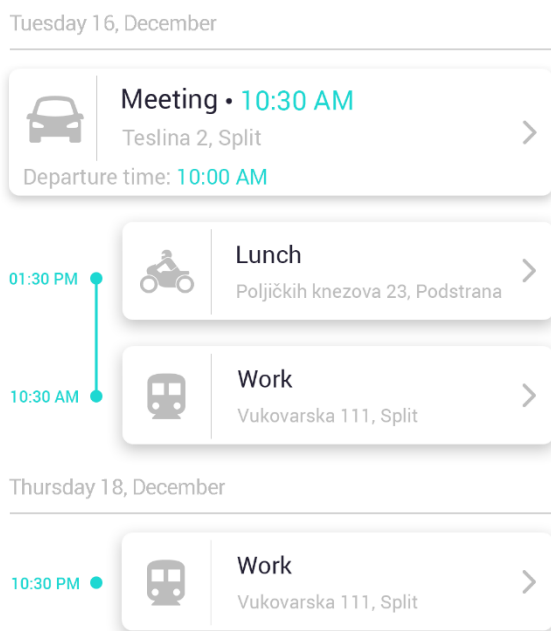 Tuesday 16, December
Meeting • 10:30 AM
Teslina 2, Split
Departure time: 10:00 AM
01:30 PM
Lunch
Poljičkih knezova 23, Podstrana
10:30 AM
Work
Vukovarska 111, Split
Thursday 18, December
10:30 PM
Work
Vukovarska 111, Split